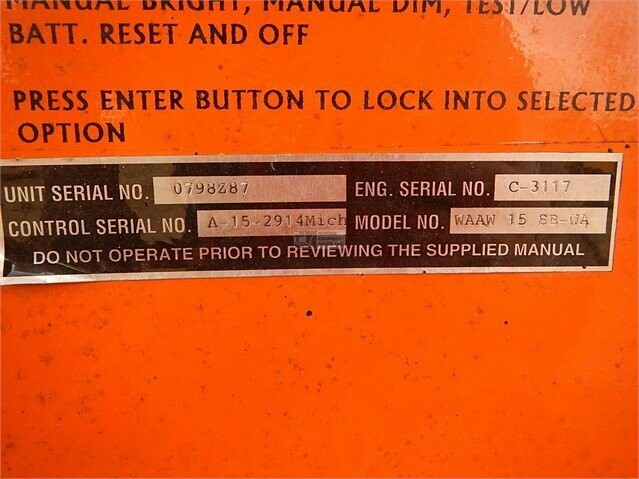 MANUAL BRIGHT, MANUAL DIM, TEST/LOW
BATT. RESET AND OFF
PRESS ENTER BUTTON TO LOCK INTO SELECTED
OPTION
UNIT SERIAL NO. 0798287 ENG. SERIAL NO. C-3117
CONTROL SERIAL NO. A-15-2914Mich MODEL NO. WAAW 15 SB-WA
DO NOT OPERATE PRIOR TO REVIEWING THE SUPPLIED MANUAL